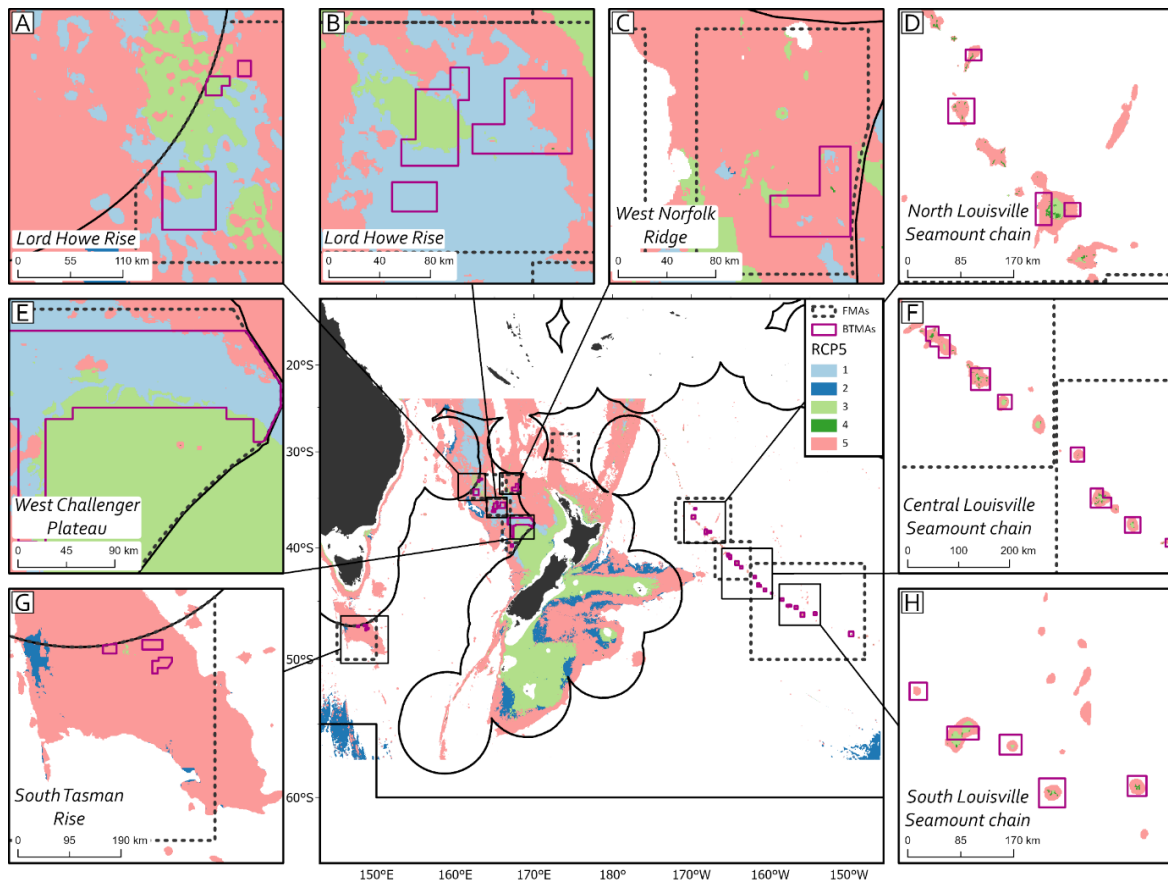 A
Lord Howe Rise
0 55 110 km
B
Lord Howe Rise
0 40 80 km
C
West Norfolk
Ridge
0 40 80 km
D
North Louisville
Seamount chain
0 85 170 km
E
West Challenger
Plateau
0 45 90 km
FMAs
BTMAs
RCP5
1
2
3
4
5
20°S
30°S
40°S
50°S
60°S
150°E 160°E 170°E 180° 170°W 160°W 150°W
F
Central Louisville
Seamount chain
0 100 200 km
G
South Tasman
Rise
0 95 190 km
H
South Louisville
Seamount chain
0 85 170 km